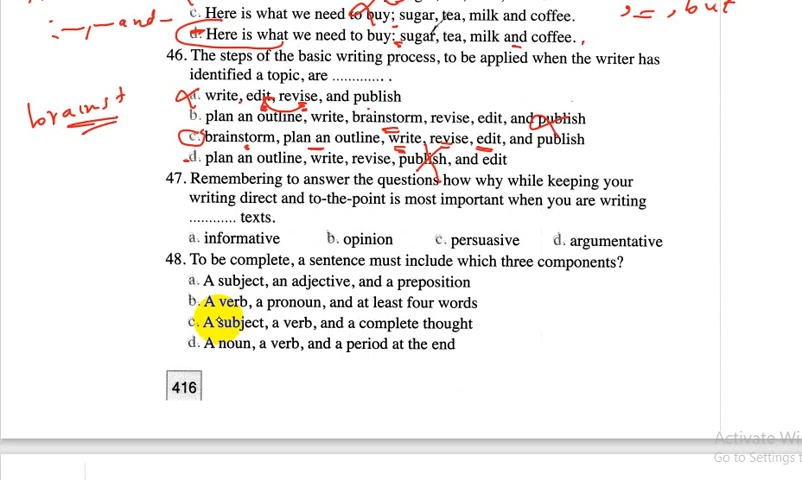 c. Here is what we need to buy; sugar, tea, milk and coffee.
d. Here is what we need to buy: sugar, tea, milk and coffee.
:—,—and—
, = , but
46. The steps of the basic writing process, to be applied when the writer has
identified a topic, are .............. .
a. write, edit, revise, and publish
b. plan an outline, write, brainstorm, revise, edit, and publish
c. brainstorm, plan an outline, write, revise, edit, and publish
d. plan an outline, write, revise, publish, and edit
brainst
47. Remembering to answer the questions how why while keeping your
writing direct and to-the-point is most important when you are writing
............ texts.
a. informative b. opinion c. persuasive d. argumentative
48. To be complete, a sentence must include which three components?
a. A subject, an adjective, and a preposition
b. A verb, a pronoun, and at least four words
c. A subject, a verb, and a complete thought
d. A noun, a verb, and a period at the end
416
Activate Wi
Go to Settings t